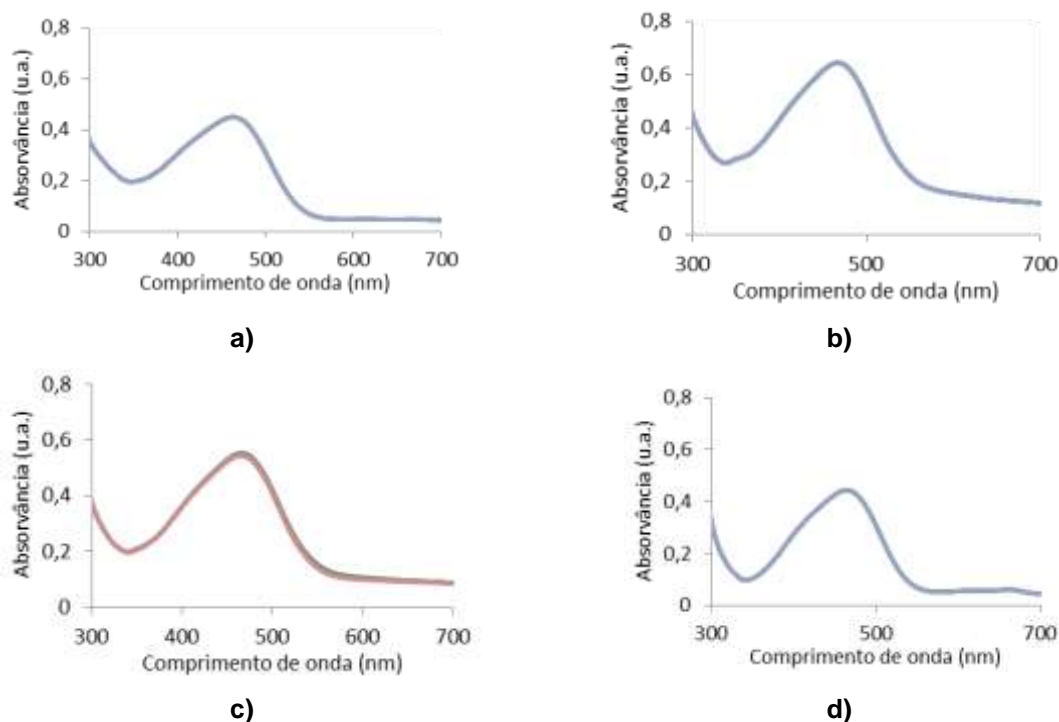 0,8
0,6
0,4
0,2
0
Absorvância (u.a.)
300 400 500 600 700
Comprimento de onda (nm)
a)
0,8
0,6
0,4
0,2
0
Absorvância (u.a.)
300 500 700
Comprimento de onda (nm)
b)
0,8
0,6
0,4
0,2
0
Absorvância (u.a.)
300 400 500 600 700
Comprimento de onda (nm)
c)
0,8
0,6
0,4
0,2
0
Absorvância (u.a.)
300 500 700
Comprimento de onda (nm)
d)